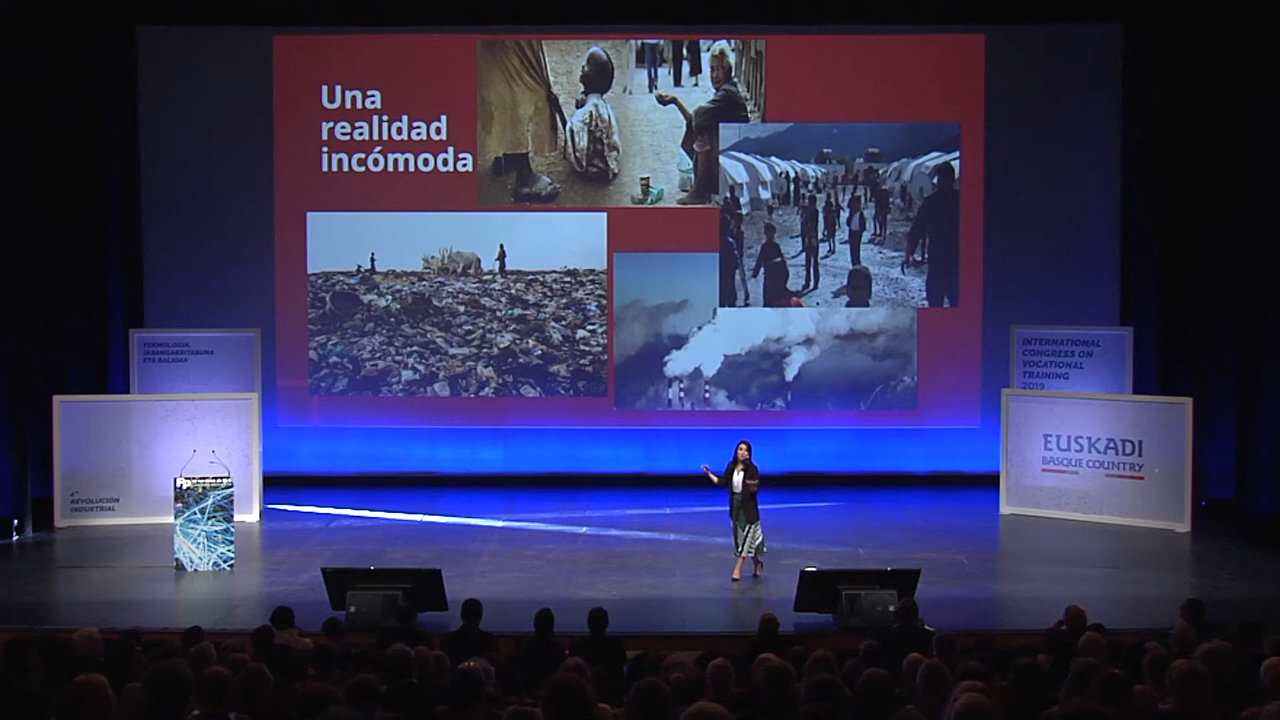 Una
realidad
incómoda
TEKNOLOGIA,
JASANGARRITASUNA
ETA BALIOAK
INTERNATIONAL
CONGRESS ON
VOCATIONAL
TRAINING
2019
EUSKADI
BASQUE COUNTRY
4ª
REVOLUCIÓN
INDUSTRIAL